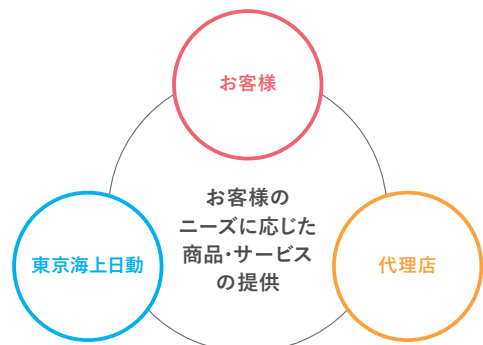 お客様
お客様の
ニーズに応じた
商品・サービス
の提供
東京海上日動
代理店